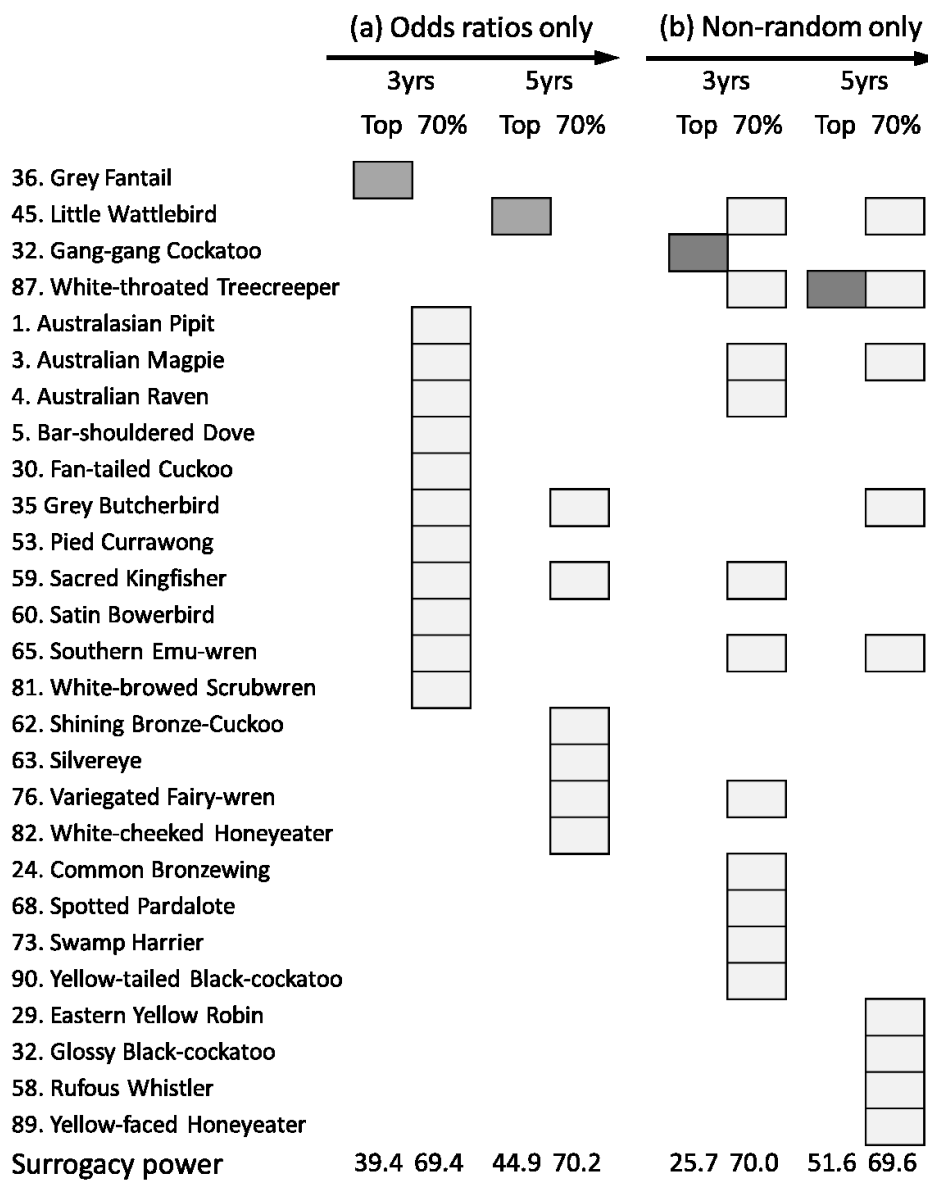 (a) Odds ratios only (b) Non-random only
3yrs 5yrs 3yrs 5yrs
Top 70% Top 70% Top 70% Top 70%
36. Grey Fantail
45. Little Wattlebird
32. Gang-gang Cockatoo
87. White-throated Treecreeper
1. Australasian Pipit
3. Australian Magpie
4. Australian Raven
5. Bar-shouldered Dove
30. Fan-tailed Cuckoo
35 Grey Butcherbird
53. Pied Currawong
59. Sacred Kingfisher
60. Satin Bowerbird
65. Southern Emu-wren
81. White-browed Scrubwren
62. Shining Bronze-Cuckoo
63. Silvereye
76. Variegated Fairy-wren
82. White-cheeked Honeyeater
24. Common Bronzewing
68. Spotted Pardalote
73. Swamp Harrier
90. Yellow-tailed Black-cockatoo
29. Eastern Yellow Robin
32. Glossy Black-cockatoo
58. Rufous Whistler
89. Yellow-faced Honeyeater
Surrogacy power 39.4 69.4 44.9 70.2 25.7 70.0 51.6 69.6